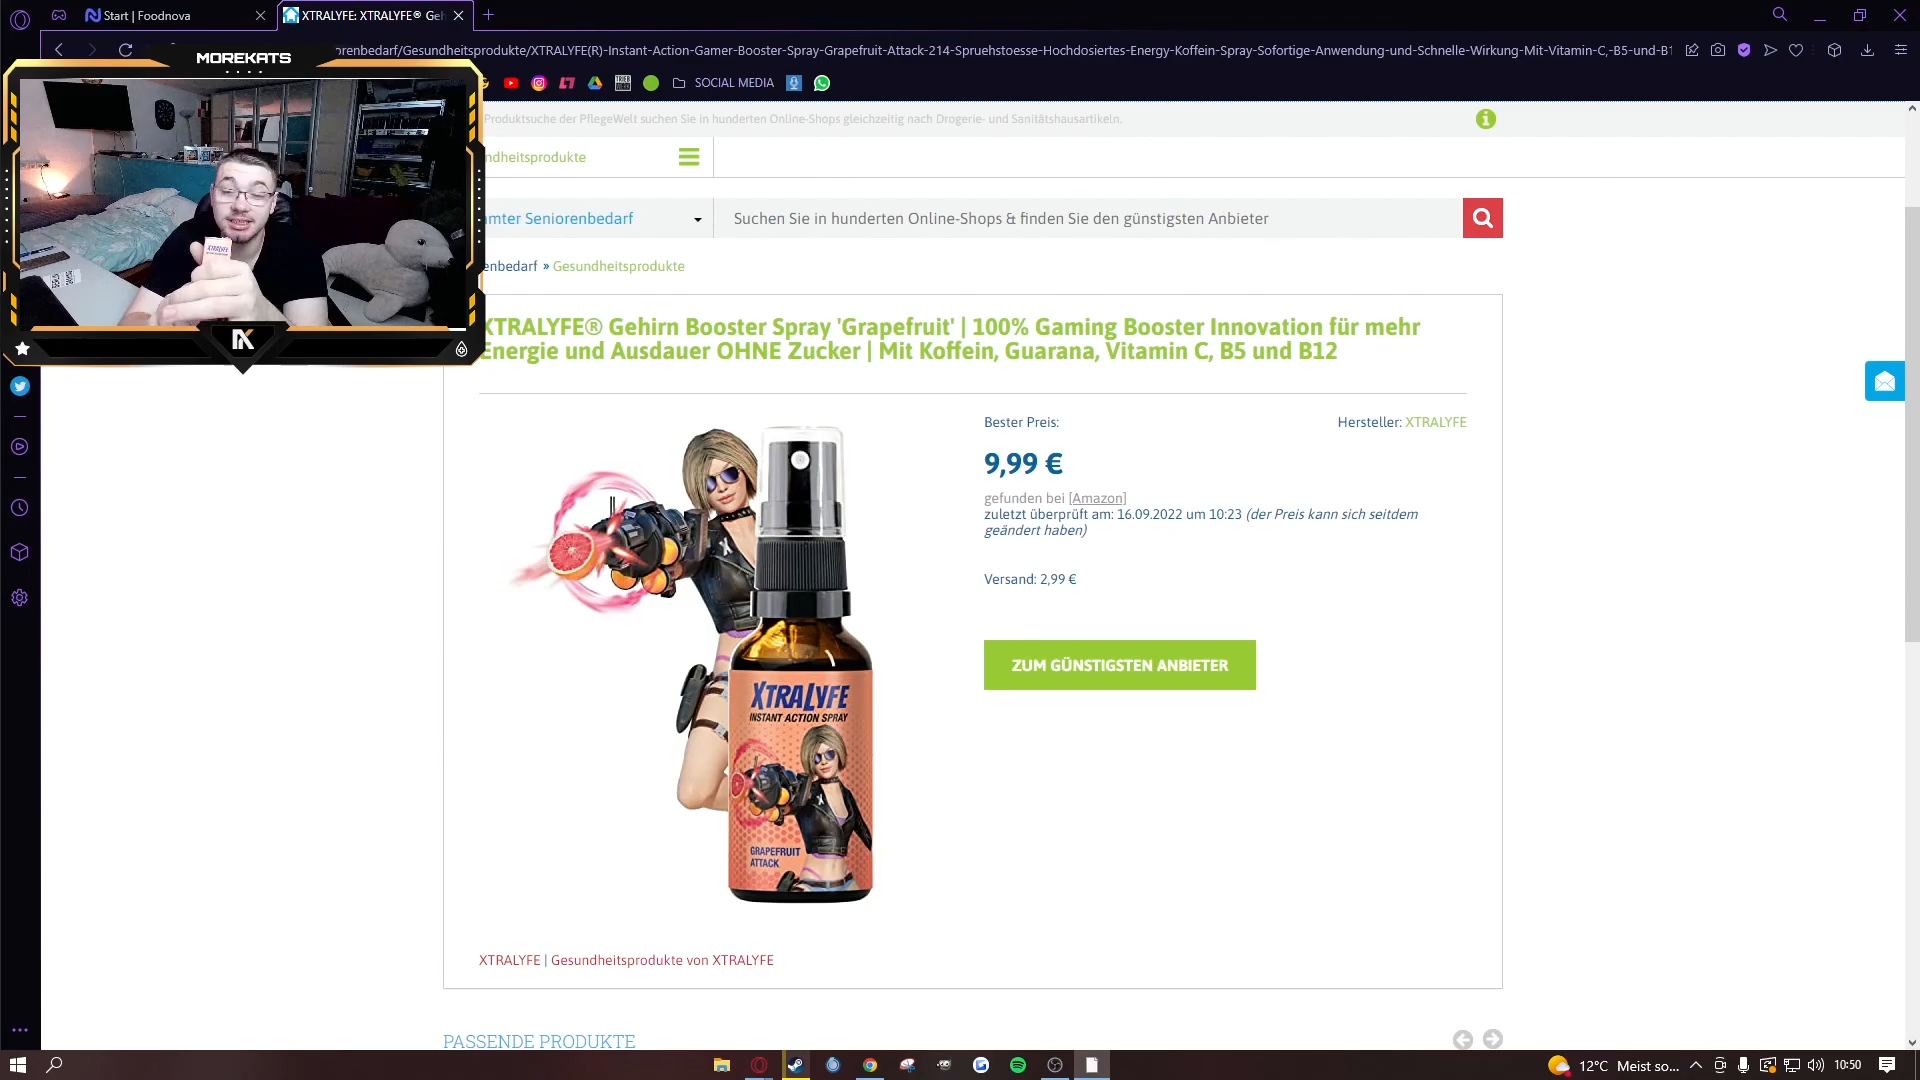 Start | Foodnova
XTRALYFE: XTRALYFE® Geh
orenbedarf/Gesundheitsprodukte/XTRALYFE(R)-Instant-Action-Gamer-Booster-Spray-Grapefruit-Attack-214-Spruehstoesse-Hochdosiertes-Energy-Koffein-Spray-Sofortige-Anwendung-und-Schnelle-Wirkung-Mit-Vitamin-C,-B5-und-B1
MOREKATS
SOCIAL MEDIA
Produktsuche der PflegeWelt suchen Sie in hunderten Online-Shops gleichzeitig nach Drogerie- und Sanitätshausartikeln.
ndheitsprodukte
mter Seniorenbedarf
Suchen Sie in hunderten Online-Shops & finden Sie den günstigsten Anbieter
enbedarf » Gesundheitsprodukte
XTRALYFE
XTRALYFE® Gehirn Booster Spray 'Grapefruit' | 100% Gaming Booster Innovation für mehr
Energie und Ausdauer OHNE Zucker | Mit Koffein, Guarana, Vitamin C, B5 und B12
Bester Preis:
Hersteller: XTRALYFE
9,99 €
gefunden bei [Amazon]
zuletzt überprüft am: 16.09.2022 um 10:23 (der Preis kann sich seitdem
geändert haben)
Versand: 2,99 €
ZUM GÜNSTIGSTEN ANBIETER
XTRALYFE
INSTANT ACTION SPRAY
GRAPEFRUIT
ATTACK
XTRALYFE | Gesundheitsprodukte von XTRALYFE
PASSENDE PRODUKTE
12°C Meist so...
10:50